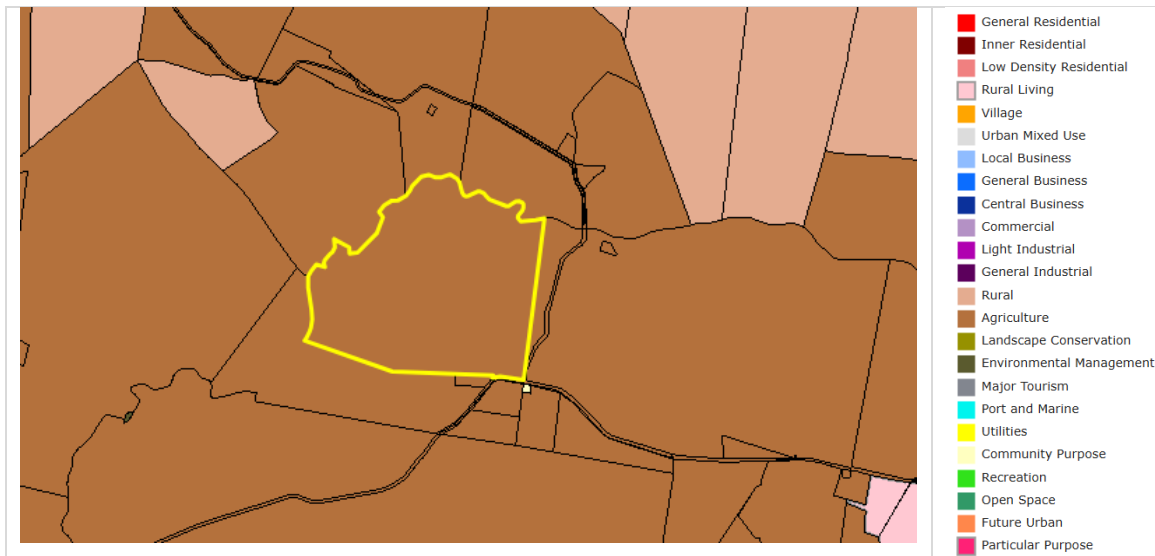 General Residential
Inner Residential
Low Density Residential
Rural Living
Village
Urban Mixed Use
Local Business
General Business
Central Business
Commercial
Light Industrial
General Industrial
Rural
Agriculture
Landscape Conservation
Environmental Management
Major Tourism
Port and Marine
Utilities
Community Purpose
Recreation
Open Space
Future Urban
Particular Purpose